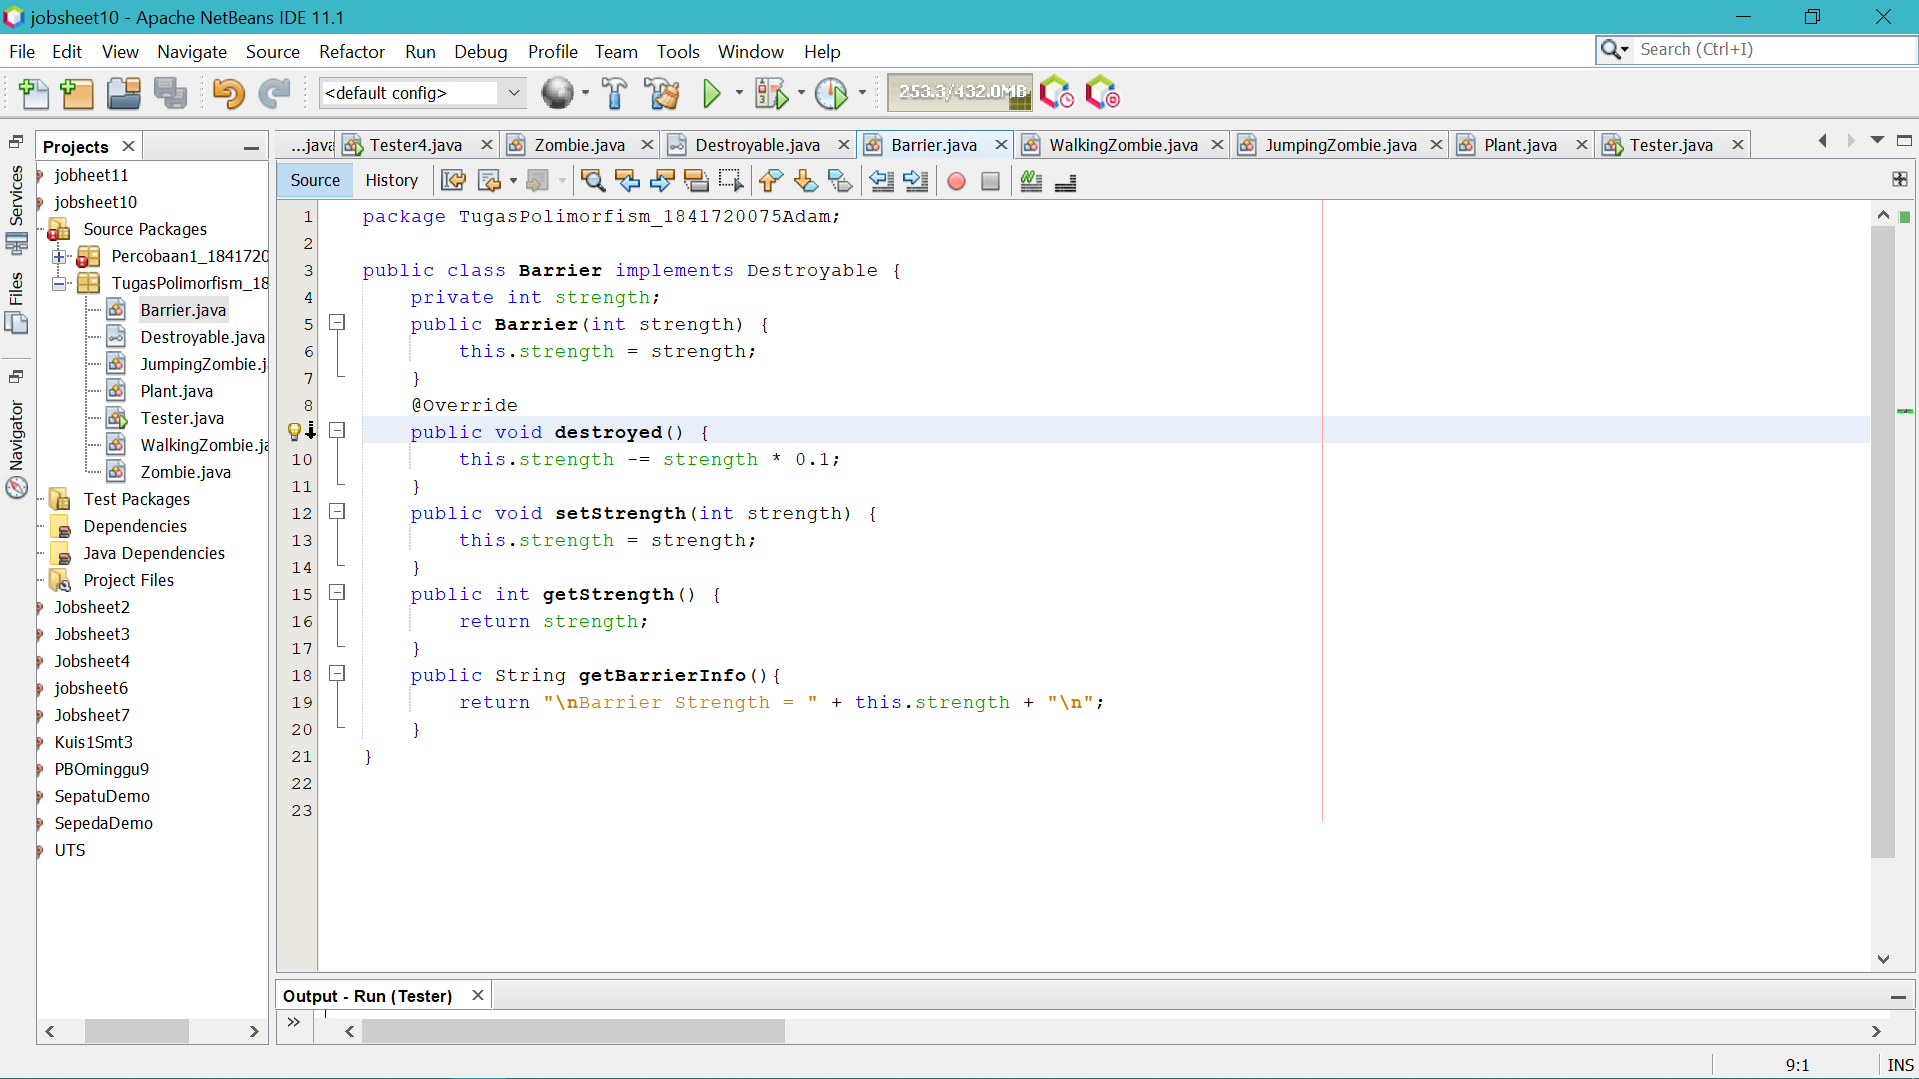 jobsheet10 - Apache NetBeans IDE 11.1
File Edit View Navigate Source Refactor Run Debug Profile Team Tools Window Help
Search (Ctrl+I)
<default config>
253.3/432.0MB
Projects
...java Tester4.java Zombie.java Destroyable.java Barrier.java WalkingZombie.java JumpingZombie.java Plant.java Tester.java
Source History
Services
Files
Navigator
jobheet11
jobsheet10
Source Packages
Percobaan1_1841720
TugasPolimorfism_18
Barrier.java
Destroyable.java
JumpingZombie.j
Plant.java
Tester.java
WalkingZombie.ja
Zombie.java
Test Packages
Dependencies
Java Dependencies
Project Files
Jobsheet2
Jobsheet3
Jobsheet4
jobsheet6
Jobsheet7
Kuis1Smt3
PBOminggu9
SepatuDemo
SepedaDemo
UTS
1 package TugasPolimorfism_1841720075Adam;
2
3 public class Barrier implements Destroyable {
4 private int strength;
5 public Barrier(int strength) {
6 this.strength = strength;
7 }
8 @Override
public void destroyed() {
10 this.strength -= strength * 0.1;
11 }
12 public void setStrength(int strength) {
13 this.strength = strength;
14 }
15 public int getStrength() {
16 return strength;
17 }
18 public String getBarrierInfo(){
19 return "\nBarrier Strength = " + this.strength + "\n";
20 }
21 }
22
23
Output - Run (Tester)
9:1 INS